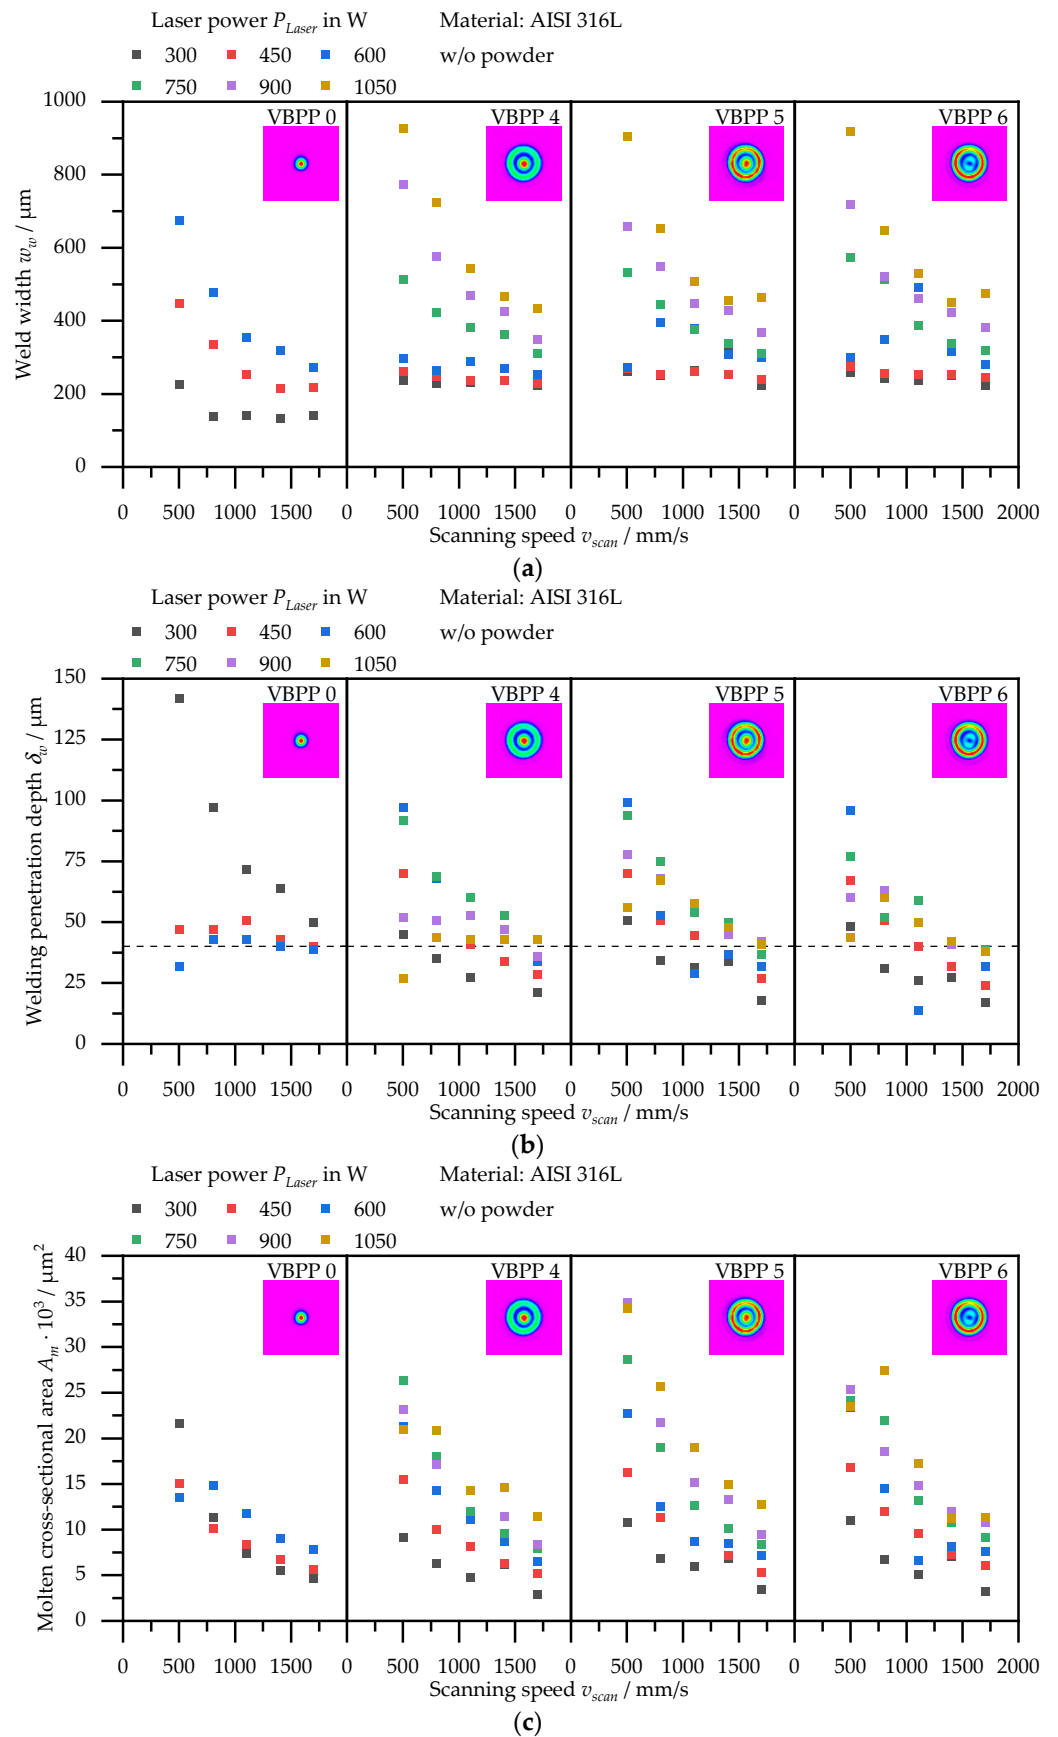 Laser power P_Laser in W Material: AISI 316L
300 450 600 w/o powder
750 900 1050
VBPP 0 VBPP 4 VBPP 5 VBPP 6
1000
800
600
400
200
0
Weld width w_w / µm
0 500 1000 1500 0 500 1000 1500 0 500 1000 1500 0 500 1000 1500 2000
Scanning speed v_scan / mm/s
(a)
Laser power P_Laser in W Material: AISI 316L
300 450 600 w/o powder
750 900 1050
VBPP 0 VBPP 4 VBPP 5 VBPP 6
150
125
100
75
50
25
0
Welding penetration depth δ_w / µm
0 500 1000 1500 0 500 1000 1500 0 500 1000 1500 0 500 1000 1500 2000
Scanning speed v_scan / mm/s
(b)
Laser power P_Laser in W Material: AISI 316L
300 450 600 w/o powder
750 900 1050
VBPP 0 VBPP 4 VBPP 5 VBPP 6
40
35
30
25
20
15
10
5
0
Molten cross-sectional area A_m · 10³ / µm²
0 500 1000 1500 0 500 1000 1500 0 500 1000 1500 0 500 1000 1500 2000
Scanning speed v_scan / mm/s
(c)